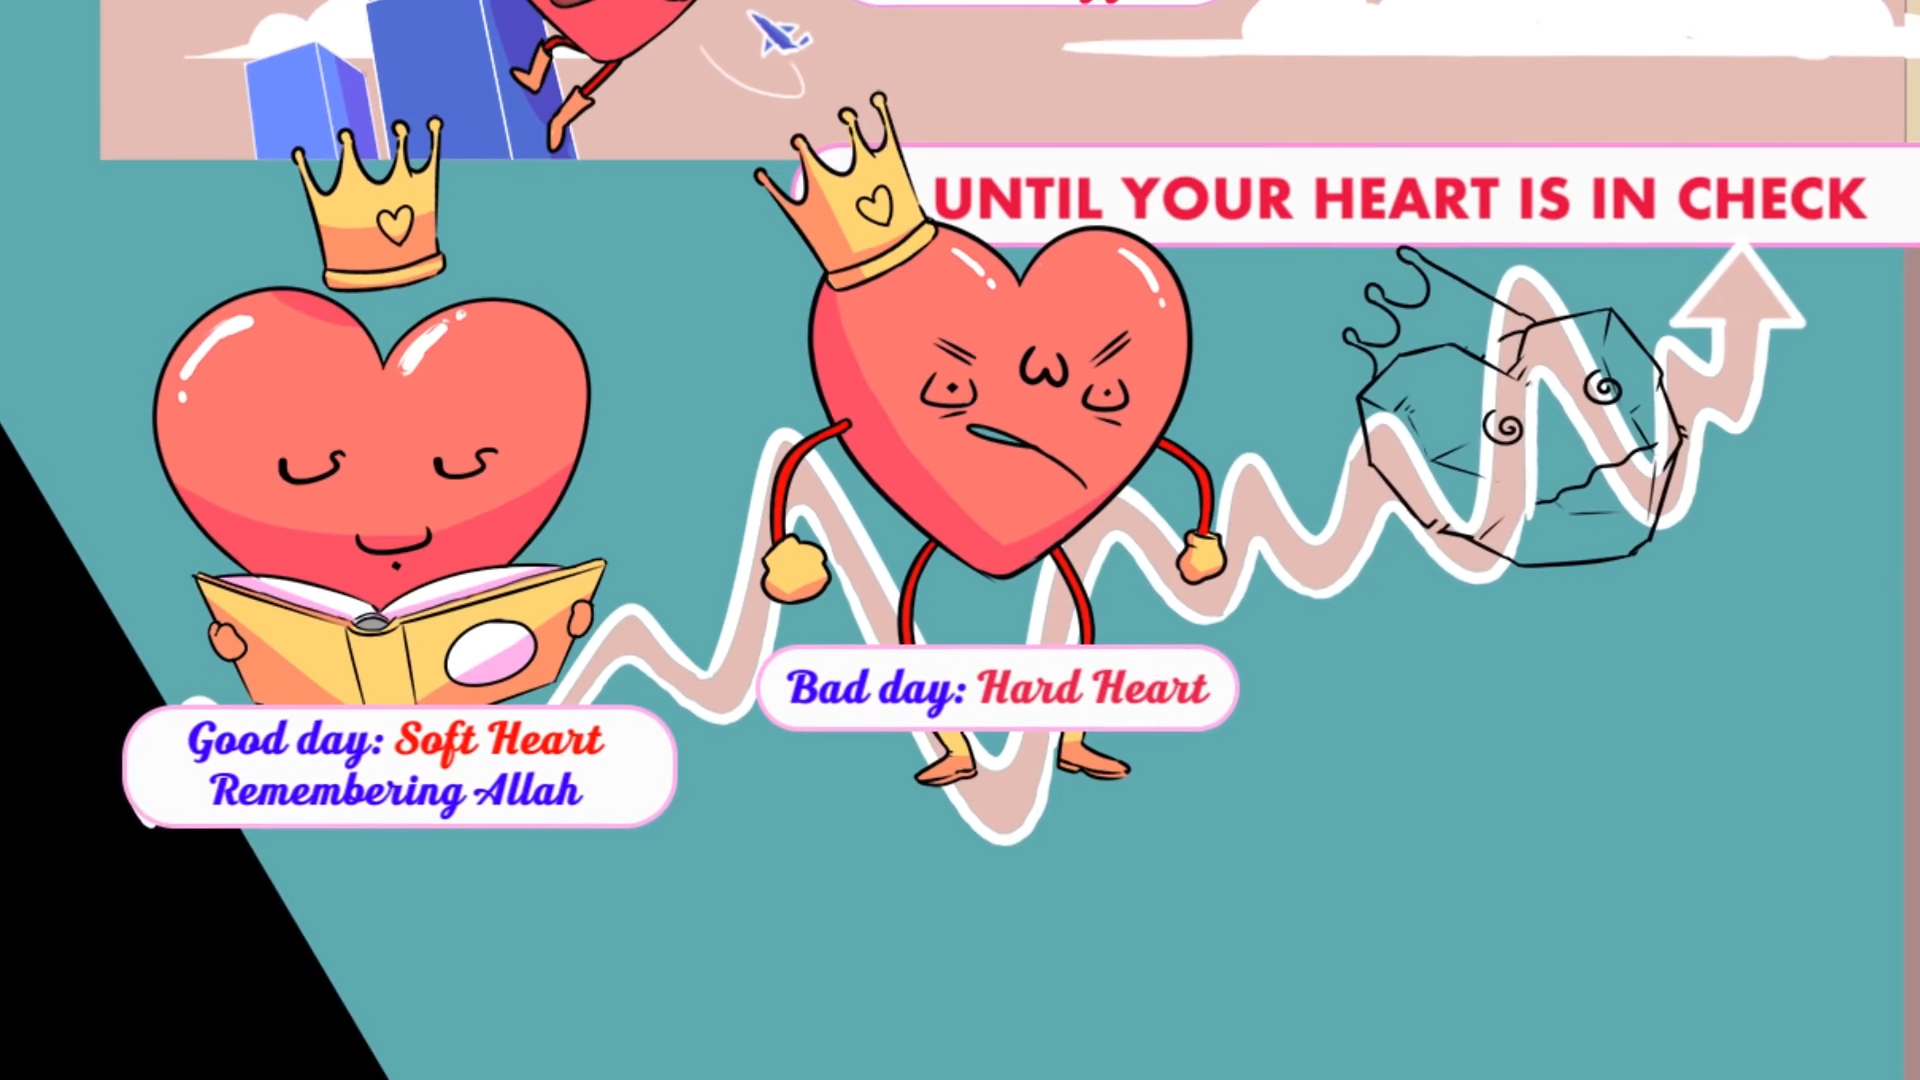 UNTIL YOUR HEART IS IN CHECK
Bad day: Hard Heart
Good day: Soft Heart
Remembering Allah